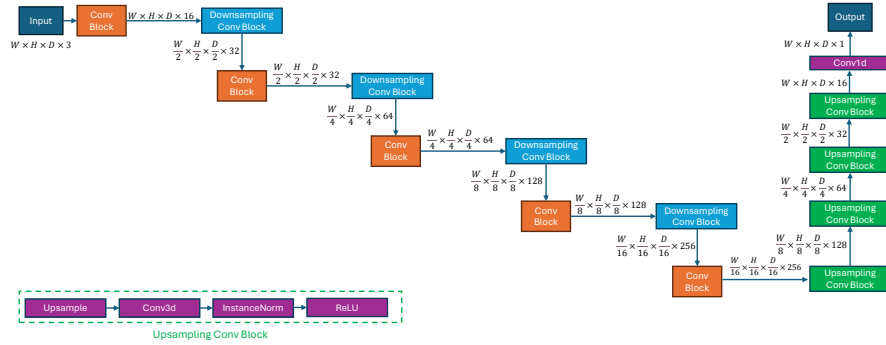 Input
W × H × D × 3
Conv
Block
W × H × D × 16
Downsampling
Conv Block
W/2 × H/2 × D/2 × 32
Conv
Block
W/2 × H/2 × D/2 × 32
Downsampling
Conv Block
W/4 × H/4 × D/4 × 64
Conv
Block
W/4 × H/4 × D/4 × 64
Downsampling
Conv Block
W/8 × H/8 × D/8 × 128
Conv
Block
W/8 × H/8 × D/8 × 128
Downsampling
Conv Block
W/16 × H/16 × D/16 × 256
Conv
Block
W/16 × H/16 × D/16 × 256
Upsampling
Conv Block
W/8 × H/8 × D/8 × 128
Upsampling
Conv Block
W/4 × H/4 × D/4 × 64
Upsampling
Conv Block
W/2 × H/2 × D/2 × 32
Upsampling
Conv Block
W × H × D × 16
Conv1d
W × H × D × 1
Output
Upsample
Conv3d
InstanceNorm
ReLU
Upsampling Conv Block